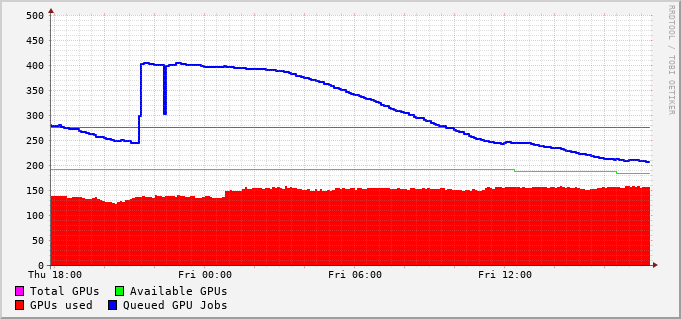 500
450
400
350
300
250
200
150
100
50
0
Thu 18:00 Fri 00:00 Fri 06:00 Fri 12:00
Total GPUs Available GPUs
GPUs used Queued GPU Jobs
RRDTOOL / TOBI OETIKER